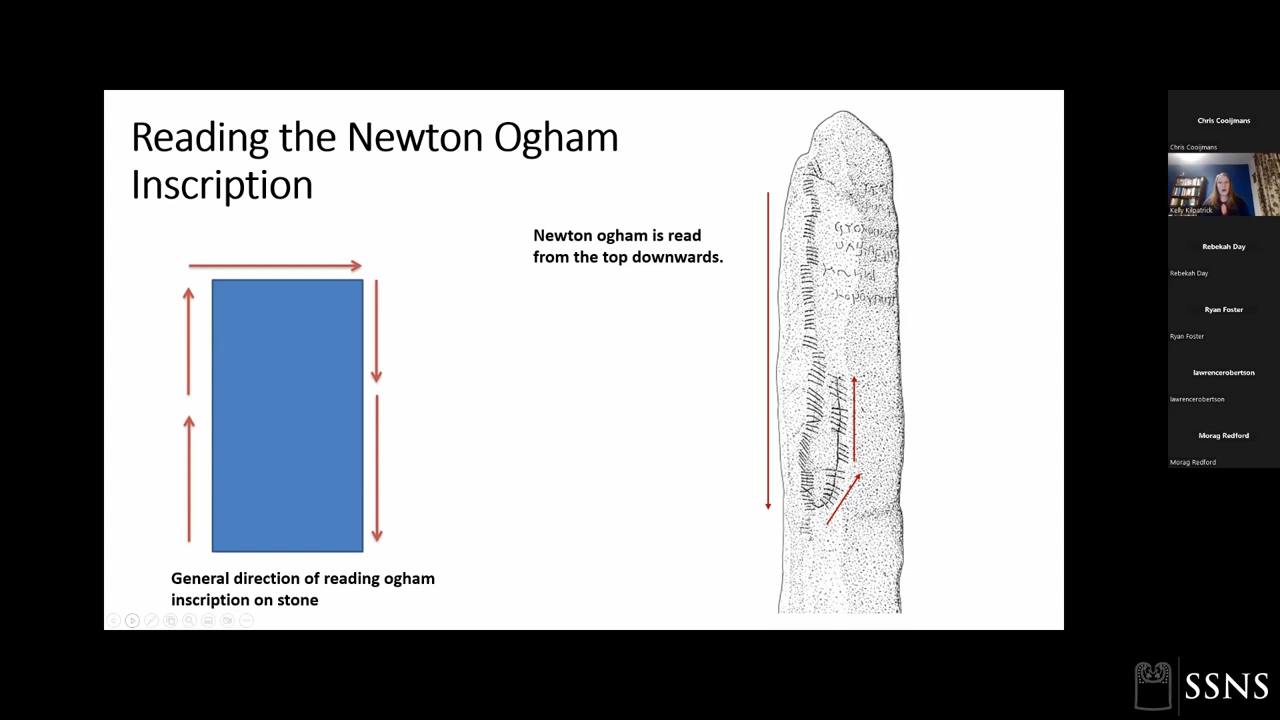 Reading the Newton Ogham
Inscription
Newton ogham is read
from the top downwards.
General direction of reading ogham
inscription on stone
Chris Cooijmans
Chris Cooijmans
Kelly Kilpatrick
Rebekah Day
Rebekah Day
Ryan Foster
Ryan Foster
lawrencerobertson
lawrencerobertson
Morag Redford
Morag Redford
SSNS